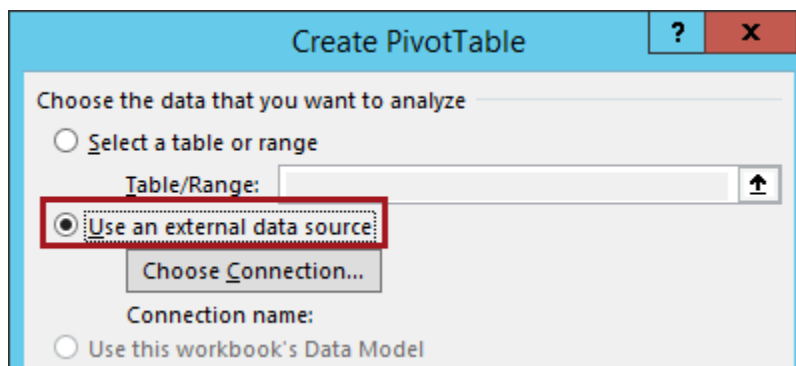 Create PivotTable
?
x
Choose the data that you want to analyze
Select a table or range
Table/Range:
Use an external data source
Choose Connection...
Connection name:
Use this workbook's Data Model